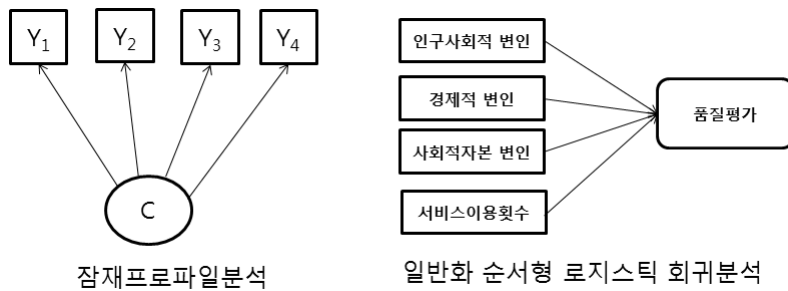 Y1
Y2
Y3
Y4
C
잠재프로파일분석
인구사회적 변인
경제적 변인
사회적자본 변인
서비스이용횟수
품질평가
일반화 순서형 로지스틱 회귀분석